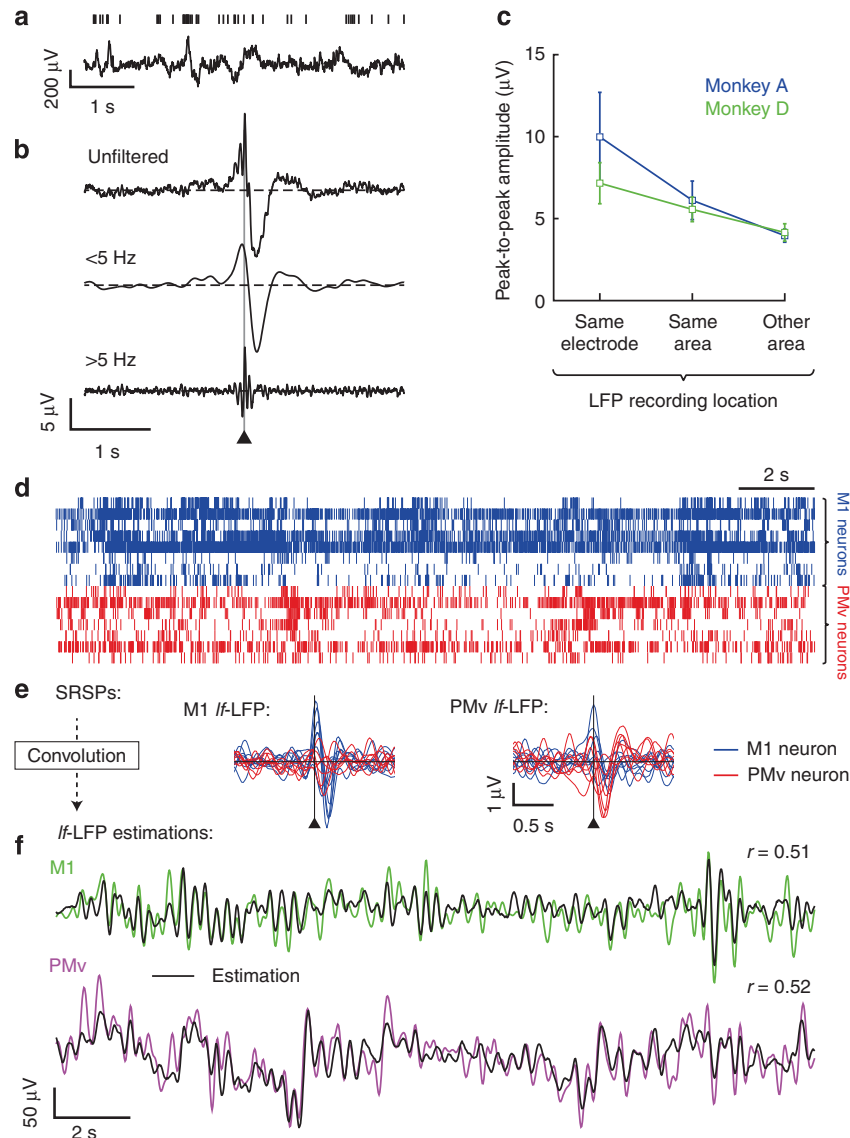 a
200 µV
1 s
b
Unfiltered
<5 Hz
>5 Hz
5 µV
1 s
c
Peak-to-peak amplitude (µV)
15
10
5
0
Monkey A
Monkey D
Same electrode
Same area
Other area
LFP recording location
d
2 s
M1 neurons
PMv neurons
e
SRSPs:
Convolution
M1 lf-LFP:
PMv lf-LFP:
1 µV
0.5 s
M1 neuron
PMv neuron
lf-LFP estimations:
f
M1
r = 0.51
PMv
Estimation
r = 0.52
50 µV
2 s